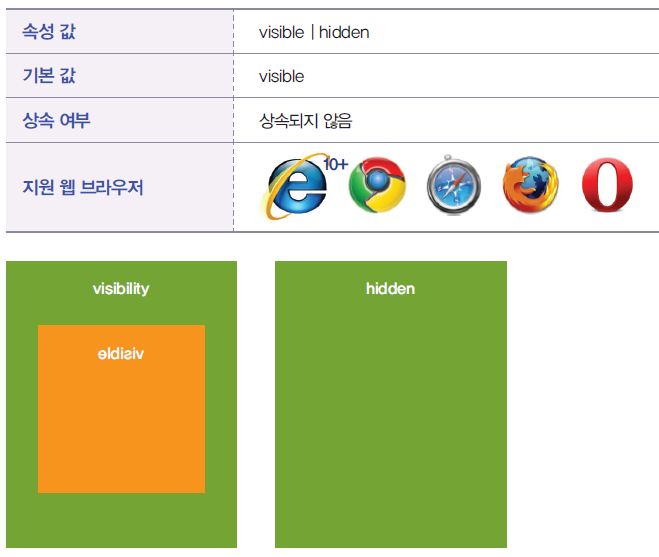 속성 값 visible | hidden
기본 값 visible
상속 여부 상속되지 않음
지원 웹 브라우저 10+
visibility hidden
visible